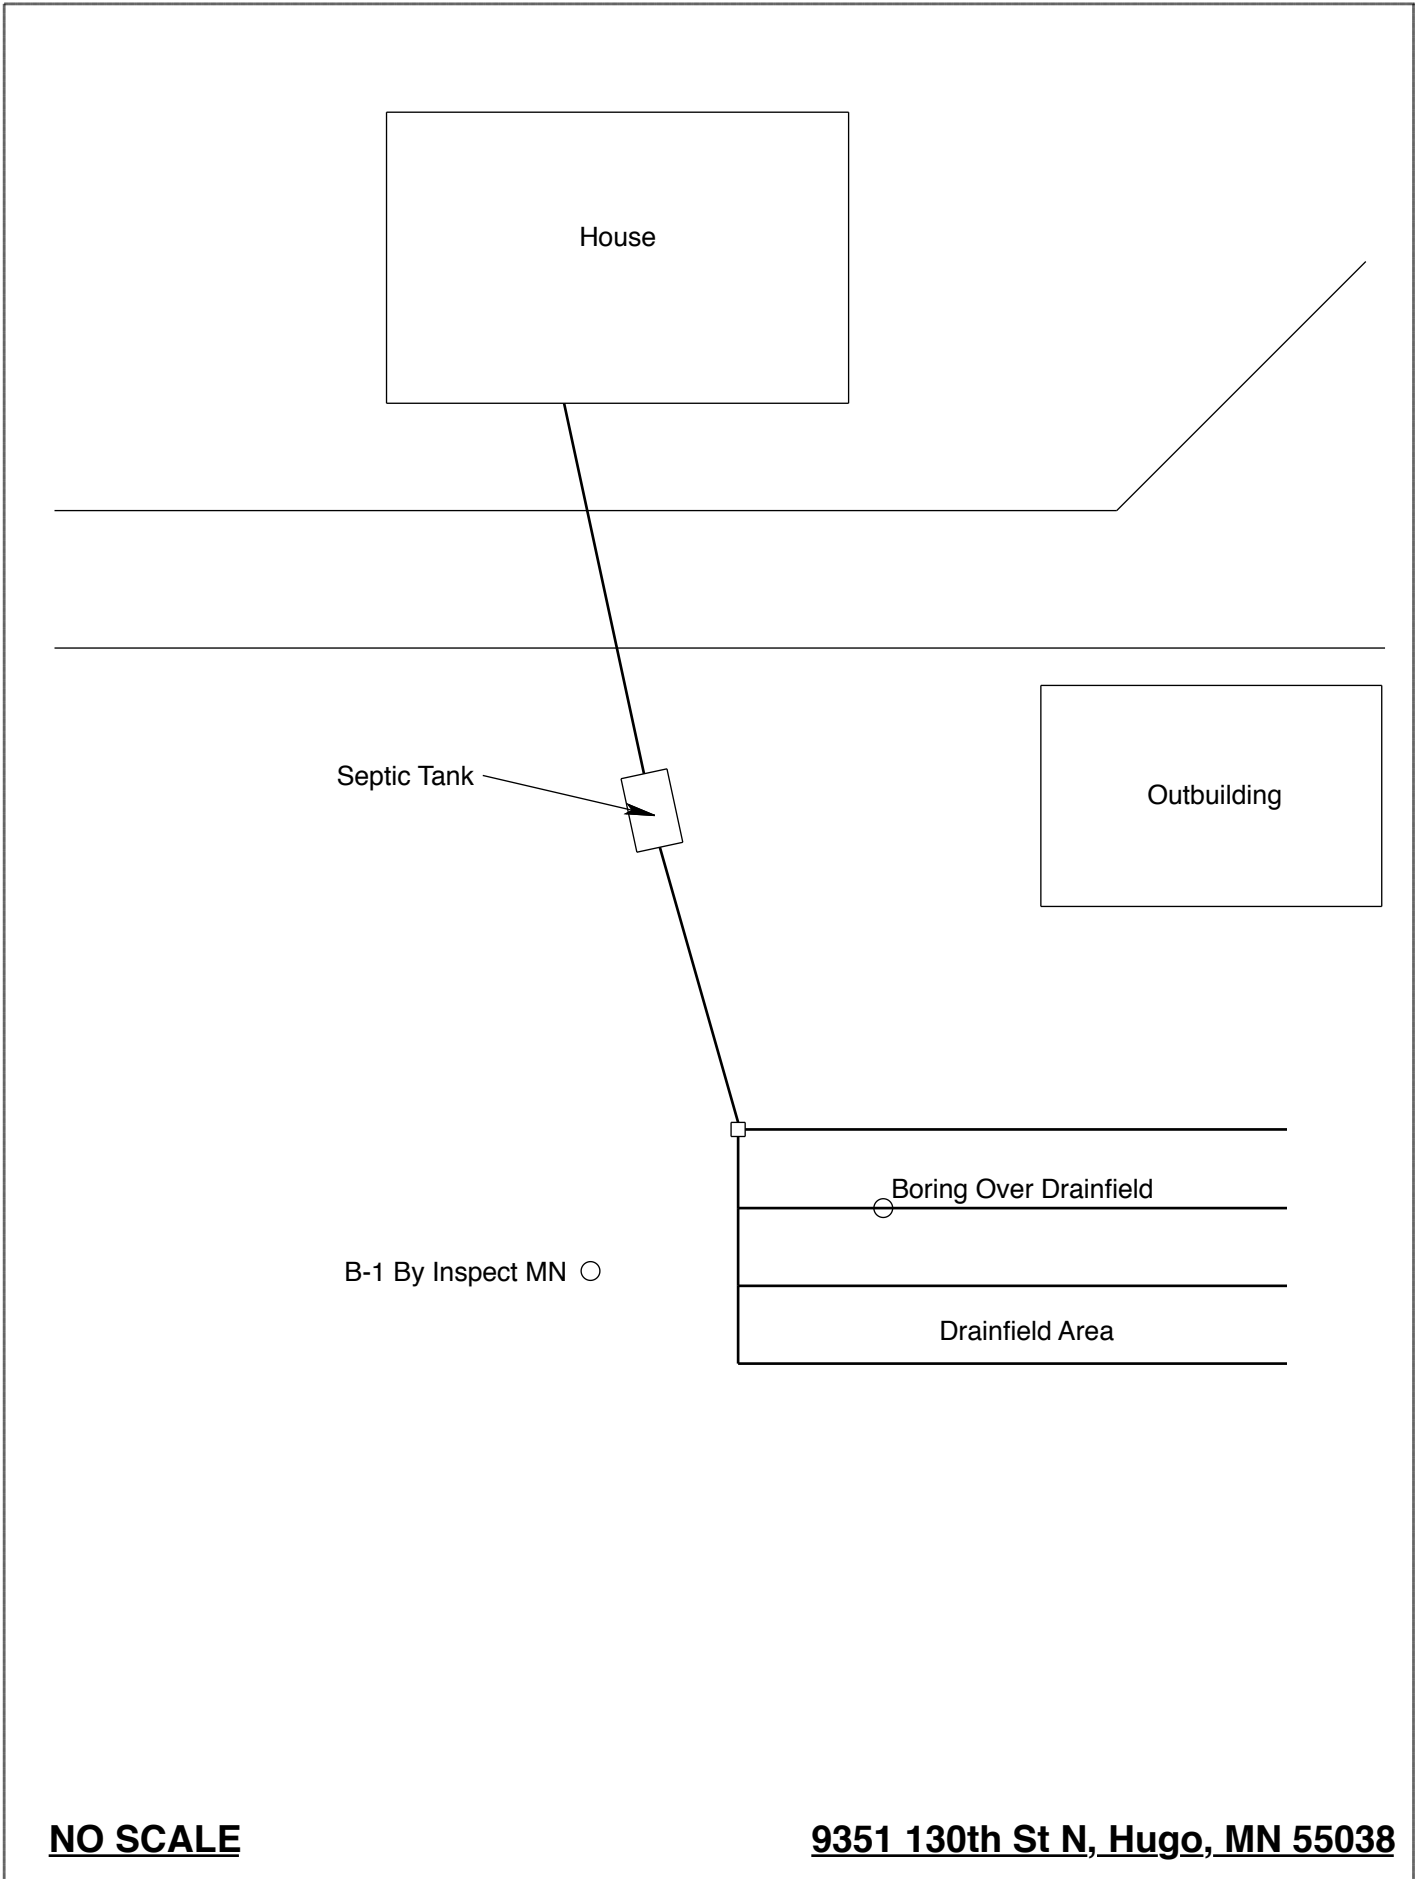 House
Septic Tank
Outbuilding
Boring Over Drainfield
B-1 By Inspect MN
Drainfield Area
NO SCALE
9351 130th St N, Hugo, MN 55038